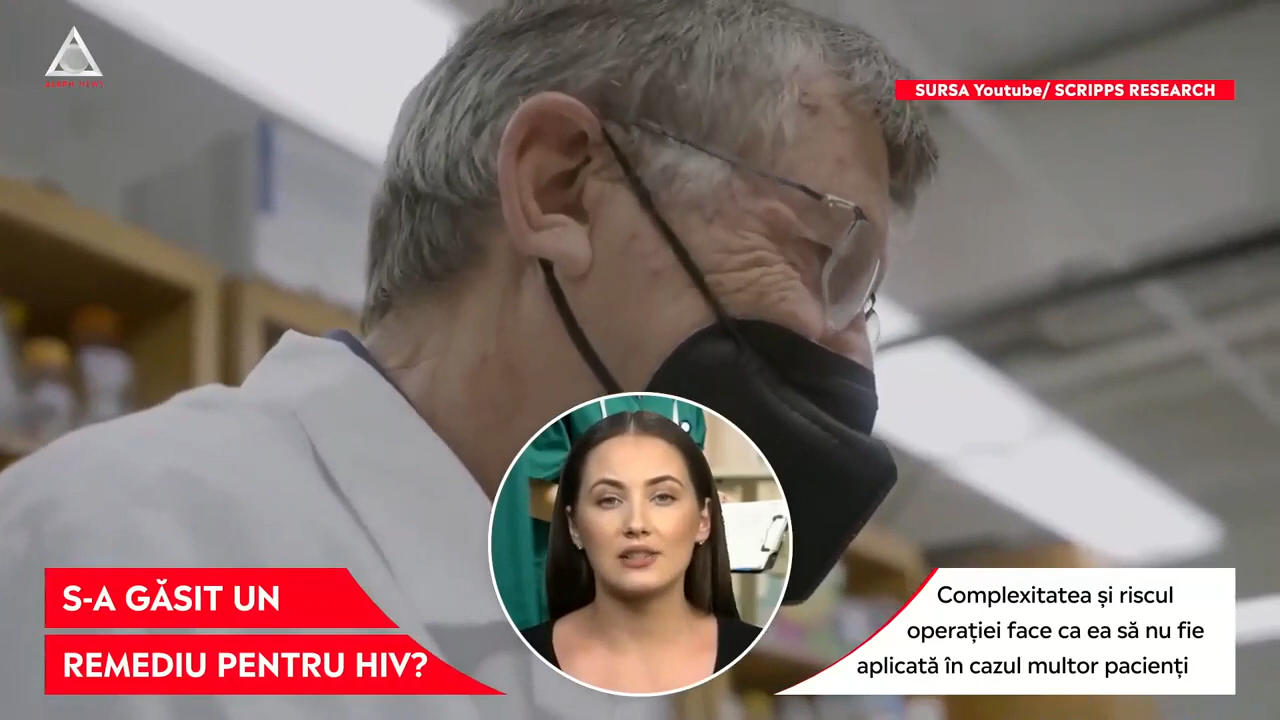 SURSA Youtube/ SCRIPPS RESEARCH
S-A GĂSIT UN
REMEDIU PENTRU HIV?
Complexitatea și riscul
operației face ca ea să nu fie
aplicată în cazul multor pacienți